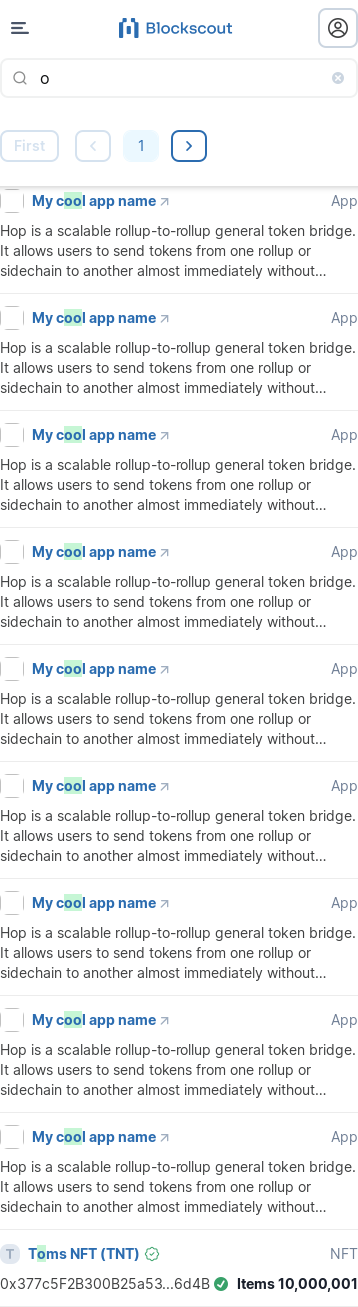 Blockscout
o
First
1
My cool app name App
Hop is a scalable rollup-to-rollup general token bridge.
It allows users to send tokens from one rollup or
sidechain to another almost immediately without...
My cool app name App
Hop is a scalable rollup-to-rollup general token bridge.
It allows users to send tokens from one rollup or
sidechain to another almost immediately without...
My cool app name App
Hop is a scalable rollup-to-rollup general token bridge.
It allows users to send tokens from one rollup or
sidechain to another almost immediately without...
My cool app name App
Hop is a scalable rollup-to-rollup general token bridge.
It allows users to send tokens from one rollup or
sidechain to another almost immediately without...
My cool app name App
Hop is a scalable rollup-to-rollup general token bridge.
It allows users to send tokens from one rollup or
sidechain to another almost immediately without...
My cool app name App
Hop is a scalable rollup-to-rollup general token bridge.
It allows users to send tokens from one rollup or
sidechain to another almost immediately without...
My cool app name App
Hop is a scalable rollup-to-rollup general token bridge.
It allows users to send tokens from one rollup or
sidechain to another almost immediately without...
My cool app name App
Hop is a scalable rollup-to-rollup general token bridge.
It allows users to send tokens from one rollup or
sidechain to another almost immediately without...
My cool app name App
Hop is a scalable rollup-to-rollup general token bridge.
It allows users to send tokens from one rollup or
sidechain to another almost immediately without...
T Toms NFT (TNT) NFT
0x377c5F2B300B25a53...6d4B Items 10,000,001